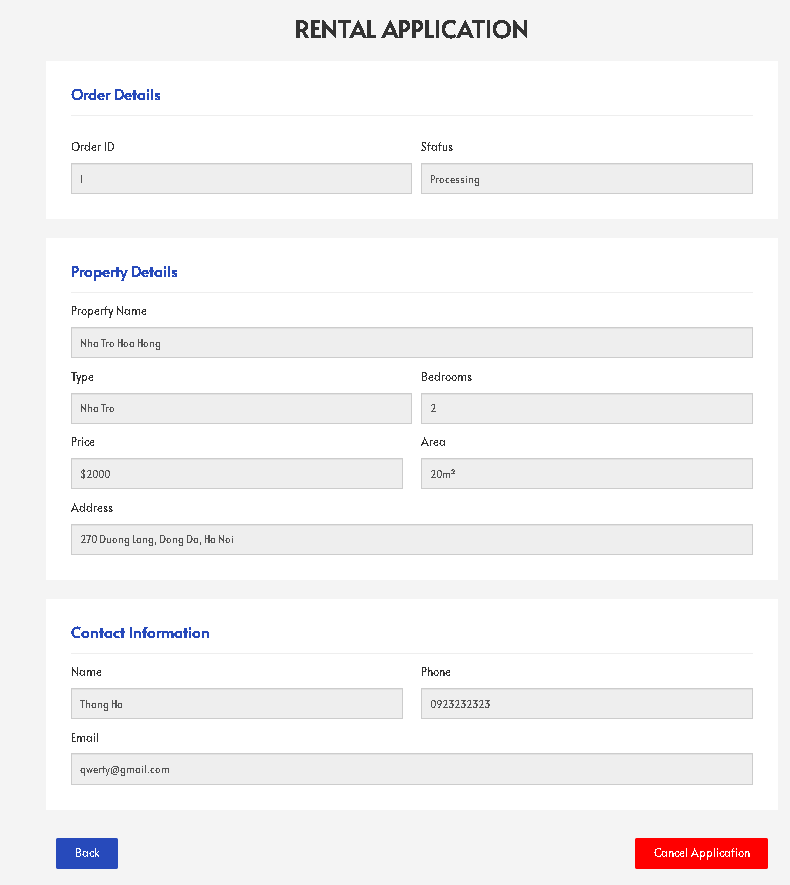 RENTAL APPLICATION
Order Details
Order ID Status
1 Processing
Property Details
Property Name
Nha Tro Hoa Hong
Type Bedrooms
Nha Tro 2
Price Area
$2000 20m²
Address
270 Duong Lang, Dong Da, Ha Noi
Contact Information
Name Phone
Thang Ha 0923232323
Email
qwerty@gmail.com
Back Cancel Application